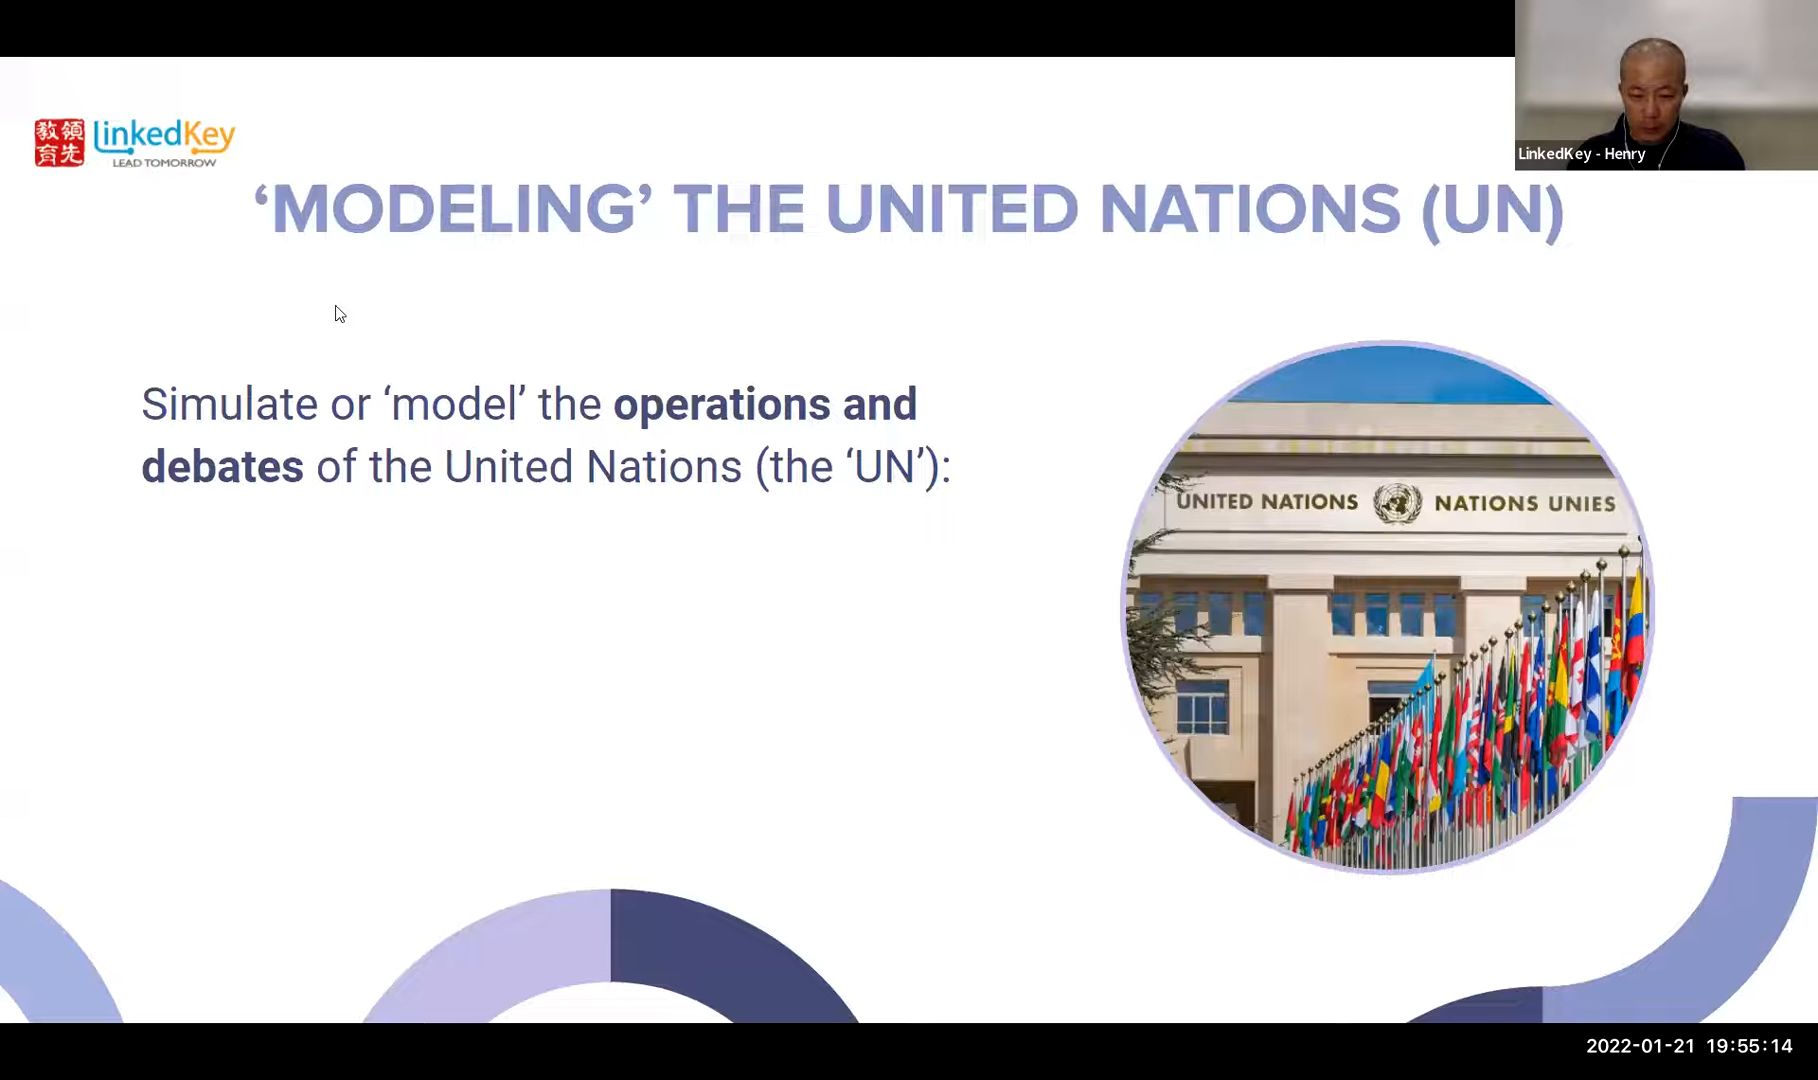 教領
育先
LinkedKey
LEAD TOMORROW
LinkedKey - Henry
‘MODELING’ THE UNITED NATIONS (UN)
Simulate or ‘model’ the operations and
debates of the United Nations (the ‘UN’):
UNITED NATIONS NATIONS UNIES
2022-01-21 19:55:14